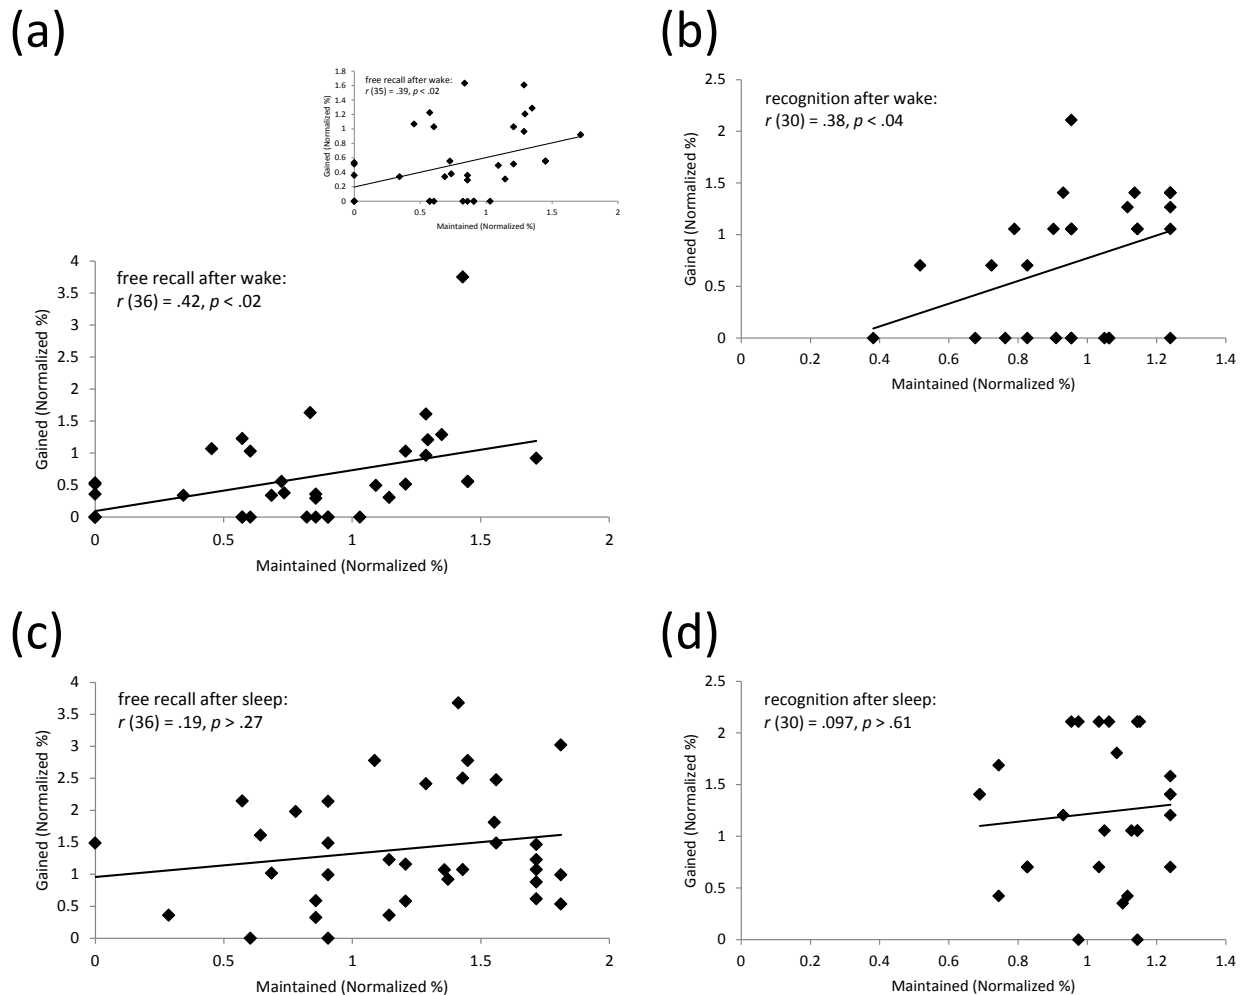 (a)
free recall after wake:
r (35) = .39, p < .02
Gained (Normalized %)
1.8
1.6
1.4
1.2
1
0.8
0.6
0.4
0.2
0
0 0.5 1 1.5 2
Maintained (Normalized %)
free recall after wake:
r (36) = .42, p < .02
Gained (Normalized %)
4
3.5
3
2.5
2
1.5
1
0.5
0
0 0.5 1 1.5 2
Maintained (Normalized %)
(b)
recognition after wake:
r (30) = .38, p < .04
Gained (Normalized %)
2.5
2
1.5
1
0.5
0
0 0.2 0.4 0.6 0.8 1 1.2 1.4
Maintained (Normalized %)
(c)
free recall after sleep:
r (36) = .19, p > .27
Gained (Normalized %)
4
3.5
3
2.5
2
1.5
1
0.5
0
0 0.5 1 1.5 2
Maintained (Normalized %)
(d)
recognition after sleep:
r (30) = .097, p > .61
Gained (Normalized %)
2.5
2
1.5
1
0.5
0
0 0.2 0.4 0.6 0.8 1 1.2 1.4
Maintained (Normalized %)